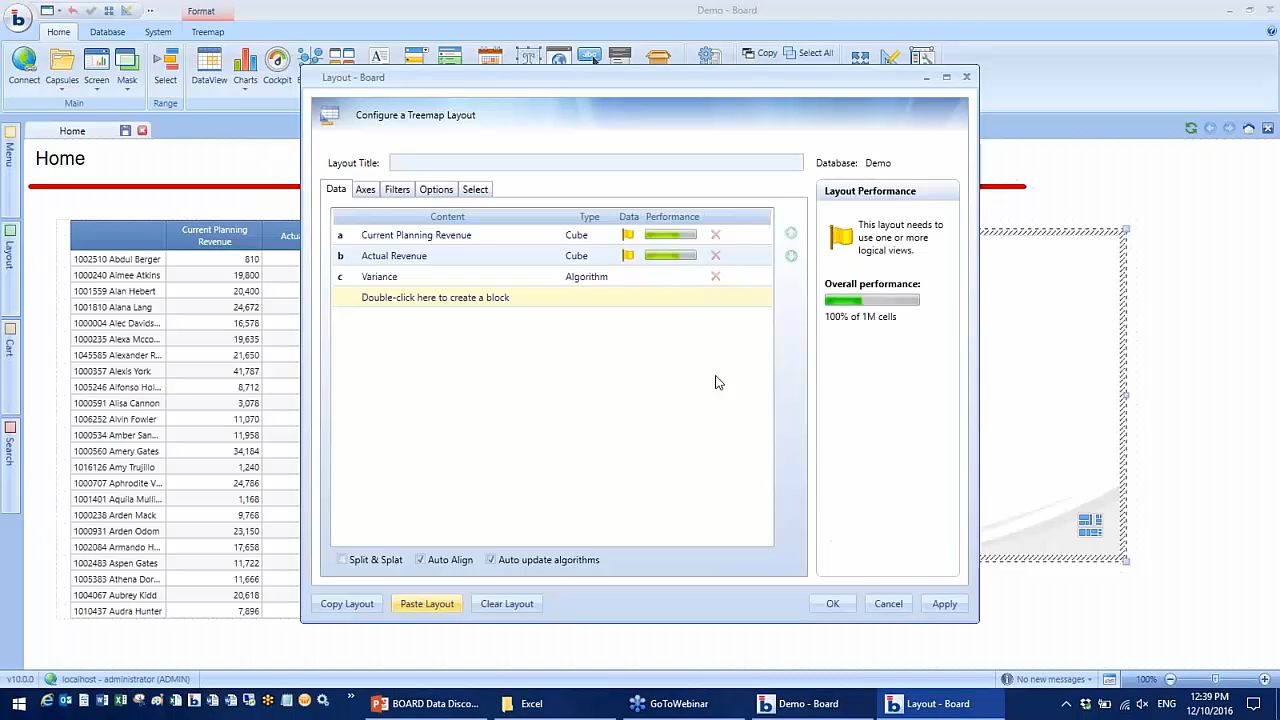 Format
Demo - Board
Home
Database
System
Treemap
Connect
Capsules
Screen
Mask
Select
DataView
Charts
Cockpit
Copy
Select All
Main
Range
Home
Menu
Layout
Cart
Search
Home
Current Planning
Revenue
1002510 Abdul Berger 810
1000240 Aimee Atkins 19,800
1001559 Alan Hebert 20,400
1001810 Alana Lang 24,672
1000004 Alec Davids... 16,578
1000235 Alexa Mcco... 19,635
1045585 Alexander R... 21,650
1000357 Alexis York 41,787
1005246 Alfonso Hol... 8,712
1000591 Alisa Cannon 3,078
1006252 Alvin Fowler 11,070
1000534 Amber San... 11,958
1000560 Amery Gates 34,184
1016126 Amy Trujillo 1,240
1000707 Aphrodite V... 24,786
1001401 Aquila Mulli... 1,168
1000238 Arden Mack 9,768
1000931 Arden Odom 23,150
1002084 Armando H... 17,658
1002483 Aspen Gates 11,722
1005383 Athena Dor... 11,666
1004067 Aubrey Kidd 20,618
1010437 Audra Hunter 7,896
Layout - Board
Configure a Treemap Layout
Layout Title:
Database: Demo
Data Axes Filters Options Select
Content Type Data Performance
a Current Planning Revenue Cube
b Actual Revenue Cube
c Variance Algorithm
Double-click here to create a block
Split & Splat
Auto Align
Auto update algorithms
Layout Performance
This layout needs to
use one or more
logical views.
Overall performance:
100% of 1M cells
Copy Layout
Paste Layout
Clear Layout
OK
Cancel
Apply
v10.0.0
localhost - administrator (ADMIN)
No new messages
100%
BOARD Data Disco...
Excel
GoToWebinar
Demo - Board
Layout - Board
ENG
12:39 PM
12/10/2016